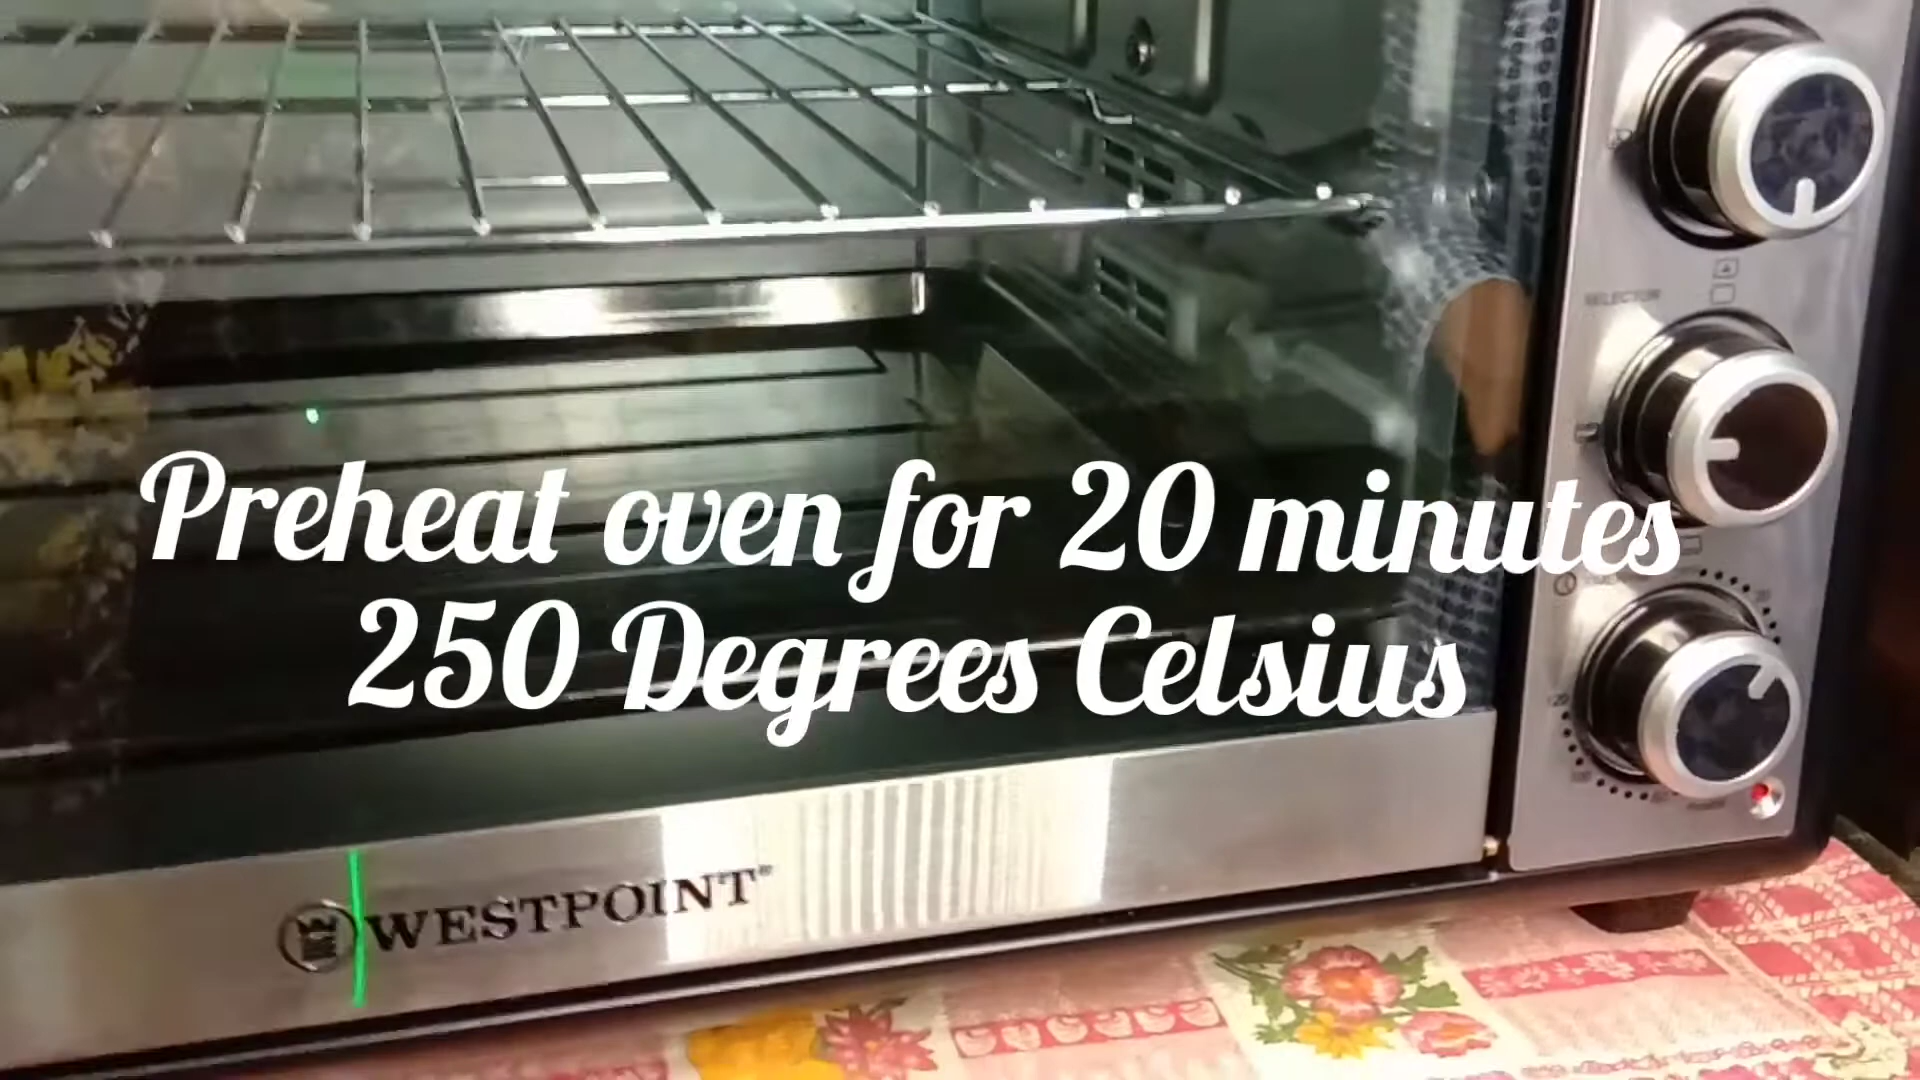 SELECTOR
Preheat oven for 20 minutes
250 Degrees Celsius
WESTPOINT